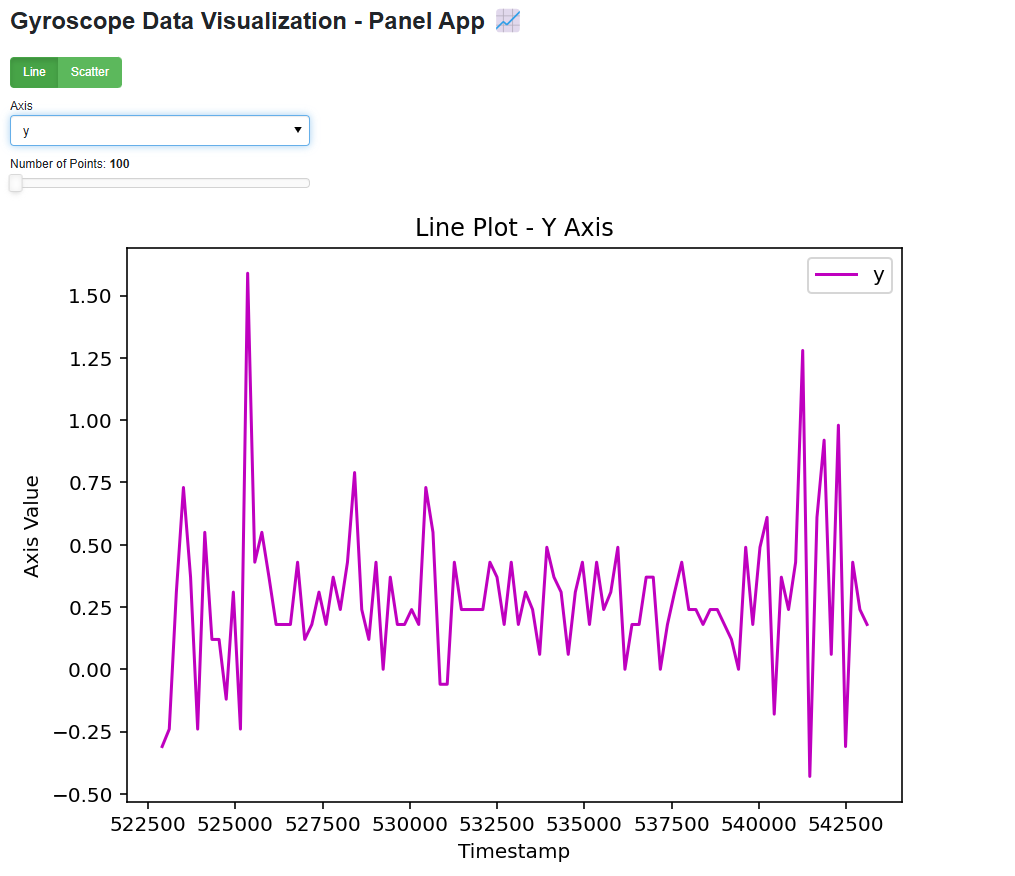 Gyroscope Data Visualization - Panel App 📈
Line Scatter
Axis
y
Number of Points: 100
Line Plot - Y Axis
y
1.50
1.25
1.00
0.75
0.50
0.25
0.00
−0.25
−0.50
Axis Value
522500 525000 527500 530000 532500 535000 537500 540000 542500
Timestamp